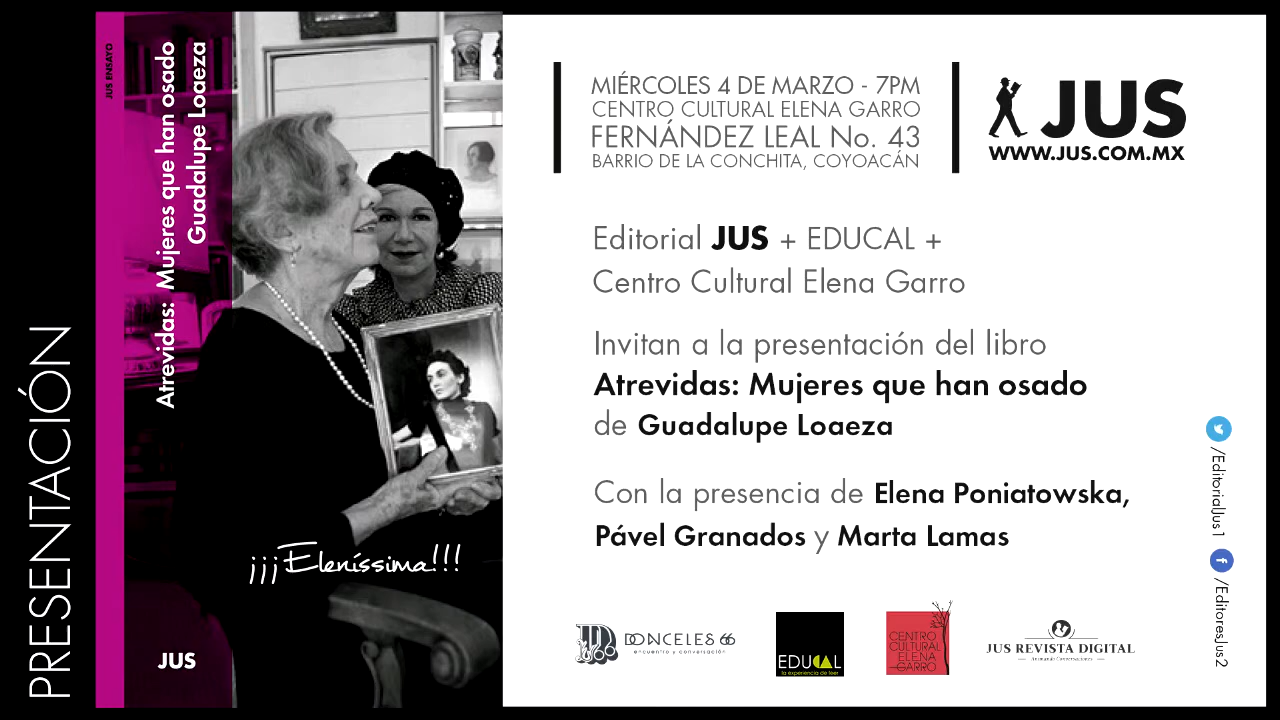 PRESENTACIÓN
JUS ENSAYO
Atrevidas: Mujeres que han osado
Guadalupe Loaeza
¡¡¡Eleníssima!!!
JUS
MIÉRCOLES 4 DE MARZO - 7PM
CENTRO CULTURAL ELENA GARRO
FERNÁNDEZ LEAL No. 43
BARRIO DE LA CONCHITA, COYOACÁN
JUS
WWW.JUS.COM.MX
Editorial JUS + EDUCAL +
Centro Cultural Elena Garro
Invitan a la presentación del libro
Atrevidas: Mujeres que han osado
de Guadalupe Loaeza
Con la presencia de Elena Poniatowska,
Pável Granados y Marta Lamas
/EditorialJus1
/EditoresJus2
DONCELES 66
encuentro y conversación
EDUCAL
la experiencia de leer
CENTRO
CULTURAL
ELENA
GARRO
JUS REVISTA DIGITAL